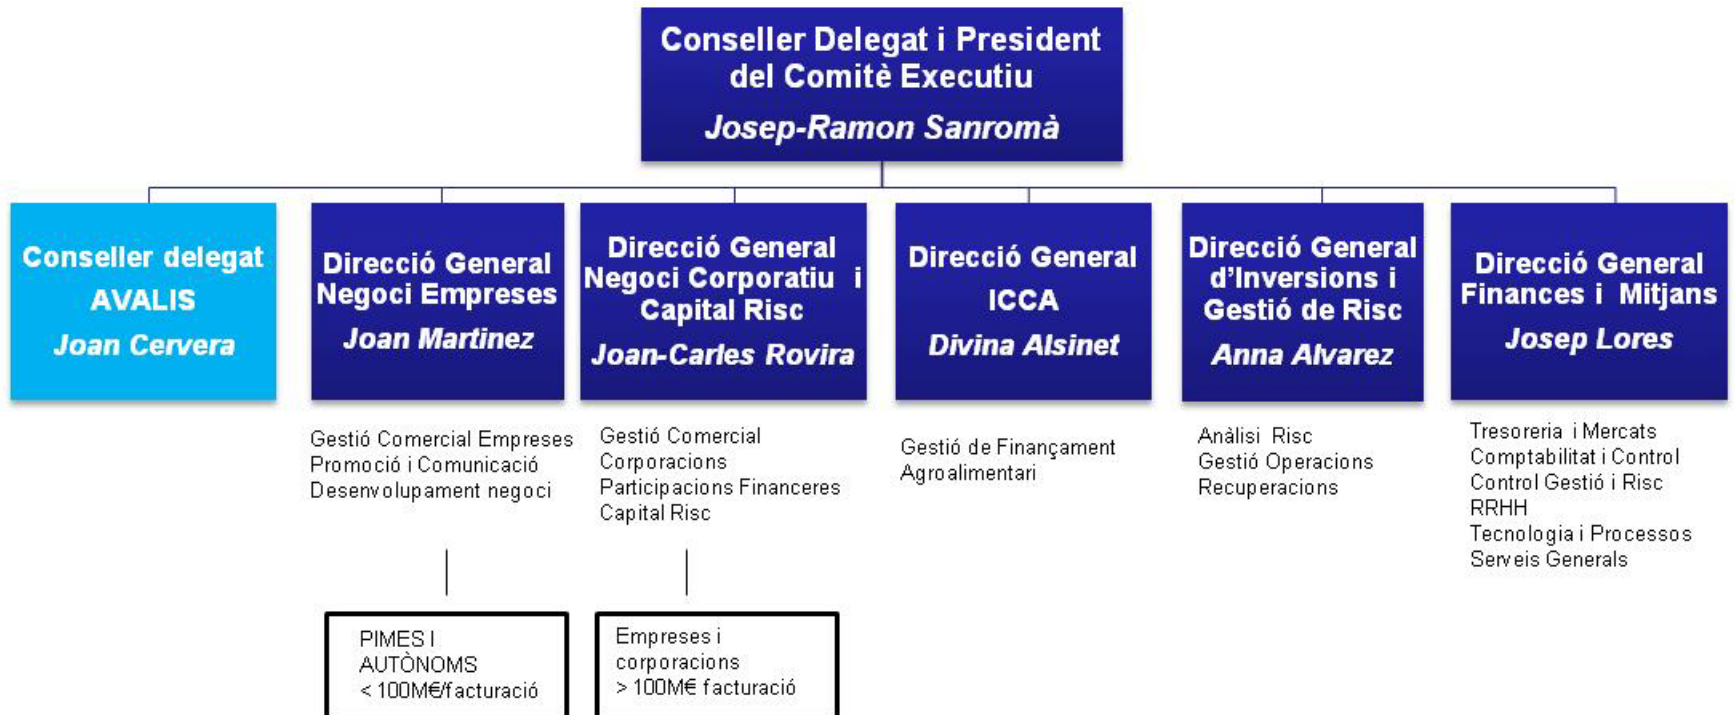 Conseller Delegat i President
del Comitè Executiu
Josep-Ramon Sanromà
Conseller delegat
AVALIS
Joan Cervera
Direcció General
Negoci Empreses
Joan Martinez
Direcció General
Negoci Corporatiu i
Capital Risc
Joan-Carles Rovira
Direcció General
ICCA
Divina Alsinet
Direcció General
d'Inversions i
Gestió de Risc
Anna Alvarez
Direcció General
Finances i Mitjans
Josep Lores
Gestió Comercial Empreses
Promoció i Comunicació
Desenvolupament negoci
Gestió Comercial
Corporacions
Participacions Financeres
Capital Risc
Gestió de Finançament
Agroalimentari
Anàlisi Risc
Gestió Operacions
Recuperacions
Tresoreria i Mercats
Comptabilitat i Control
Control Gestió i Risc
RRHH
Tecnologia i Processos
Serveis Generals
PIMES I
AUTÒNOMS
< 100M€/facturació
Empreses i
corporacions
> 100M€ facturació